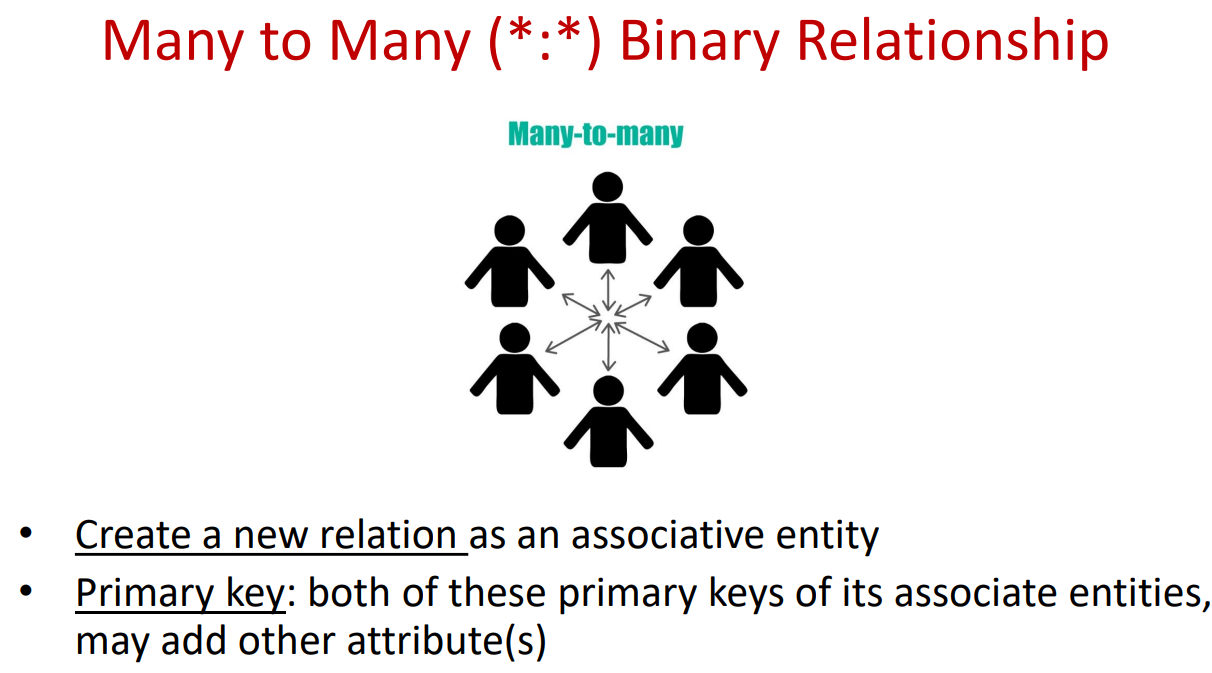 Many to Many (*:*) Binary Relationship
Many-to-many
• Create a new relation as an associative entity
• Primary key: both of these primary keys of its associate entities,
may add other attribute(s)